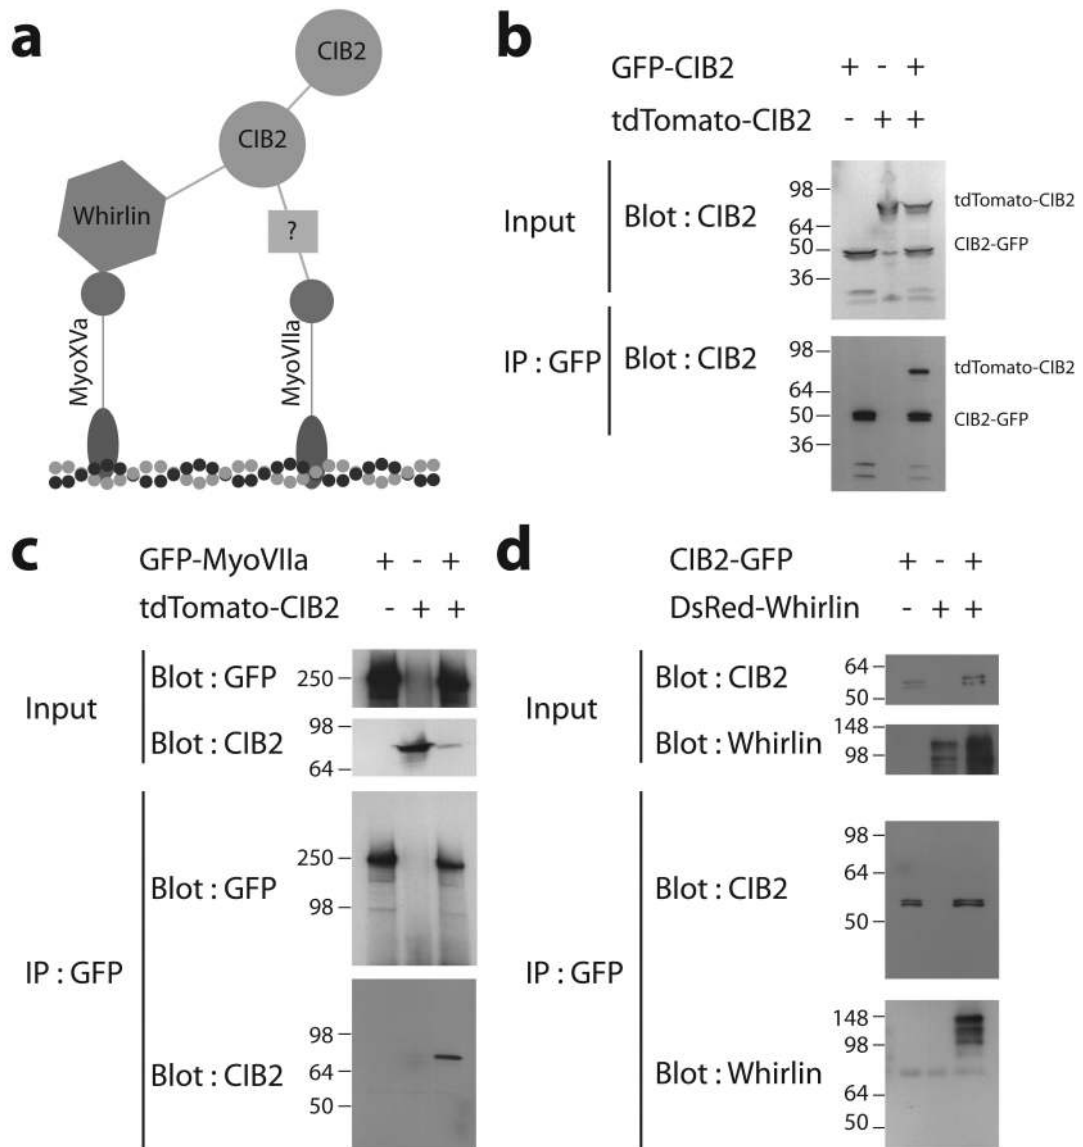 a
CIB2
CIB2
Whirlin
?
MyoXVa
MyoVIIa
b
GFP-CIB2 + - +
tdTomato-CIB2 - + +
Input
Blot : CIB2
98
64
50
36
tdTomato-CIB2
CIB2-GFP
IP : GFP
Blot : CIB2
98
64
50
36
tdTomato-CIB2
CIB2-GFP
c
GFP-MyoVIIa + - +
tdTomato-CIB2 - + +
Input
Blot : GFP
250
Blot : CIB2
98
64
IP : GFP
Blot : GFP
250
98
Blot : CIB2
98
64
50
d
CIB2-GFP + - +
DsRed-Whirlin - + +
Input
Blot : CIB2
64
50
Blot : Whirlin
148
98
IP : GFP
Blot : CIB2
98
64
50
Blot : Whirlin
148
98
64
50